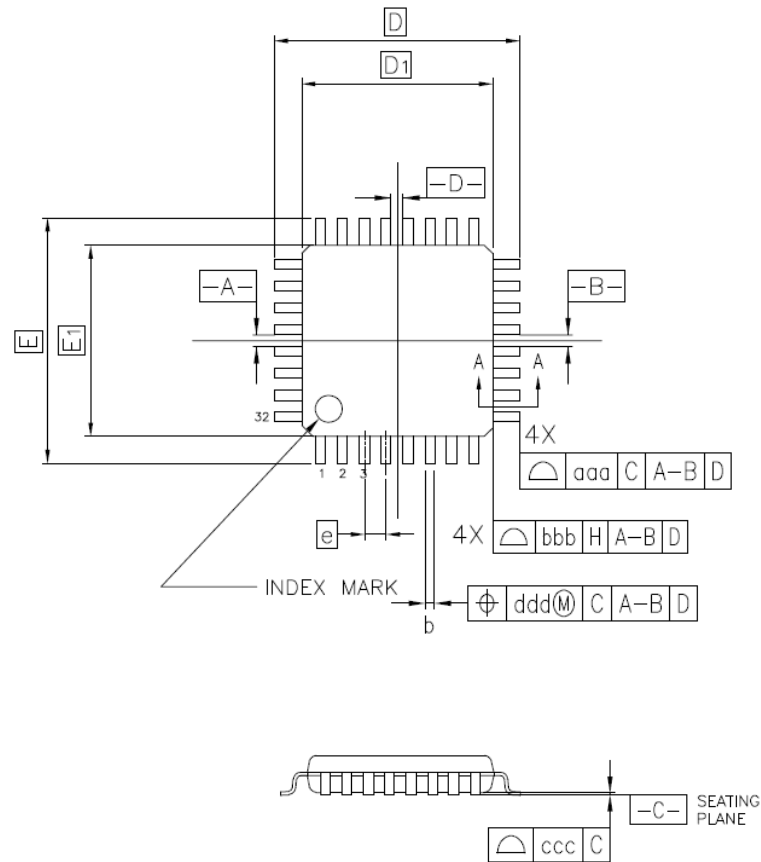 D
D1
-D-
-A-
-B-
E
E1
A A
32
4X
aaa C A-B D
1 2 3
e
4X bbb H A-B D
INDEX MARK
ddd Ⓜ C A-B D
b
-C- SEATING
PLANE
ccc C